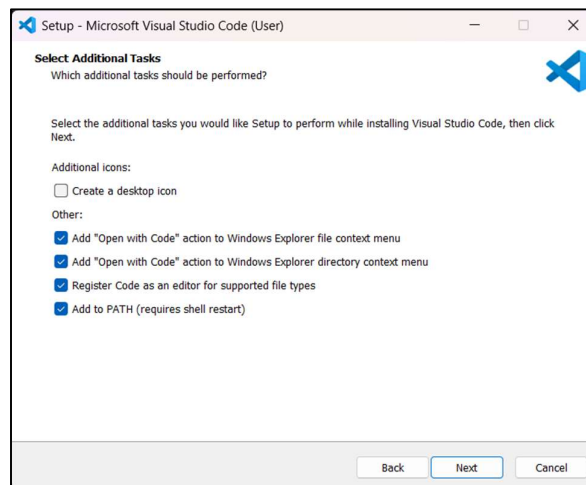 Setup - Microsoft Visual Studio Code (User)
Select Additional Tasks
Which additional tasks should be performed?
Select the additional tasks you would like Setup to perform while installing Visual Studio Code, then click
Next.
Additional icons:
Create a desktop icon
Other:
Add "Open with Code" action to Windows Explorer file context menu
Add "Open with Code" action to Windows Explorer directory context menu
Register Code as an editor for supported file types
Add to PATH (requires shell restart)
Back Next Cancel